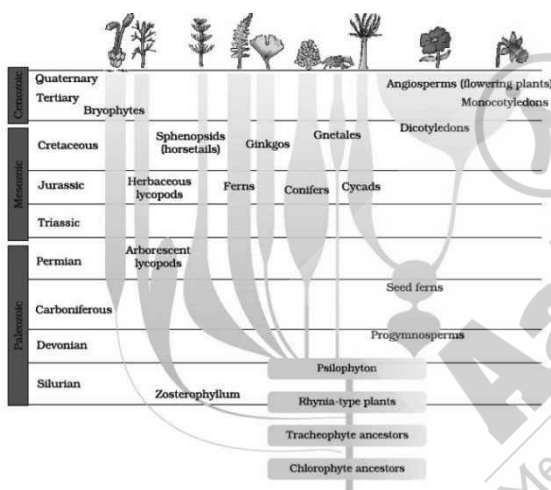 Cenozoic
Quaternary
Tertiary
Bryophytes
Angiosperms (flowering plants)
Monocotyledons
Dicotyledons
Mesozoic
Cretaceous
Sphenopsids
(horsetails)
Ginkgos
Gnetales
Jurassic
Herbaceous
lycopods
Ferns
Conifers
Cycads
Triassic
Paleozoic
Permian
Arborescent
lycopods
Seed ferns
Carboniferous
Progymnosperms
Devonian
Psilophyton
Silurian
Zosterophyllum
Rhynia-type plants
Tracheophyte ancestors
Chlorophyte ancestors